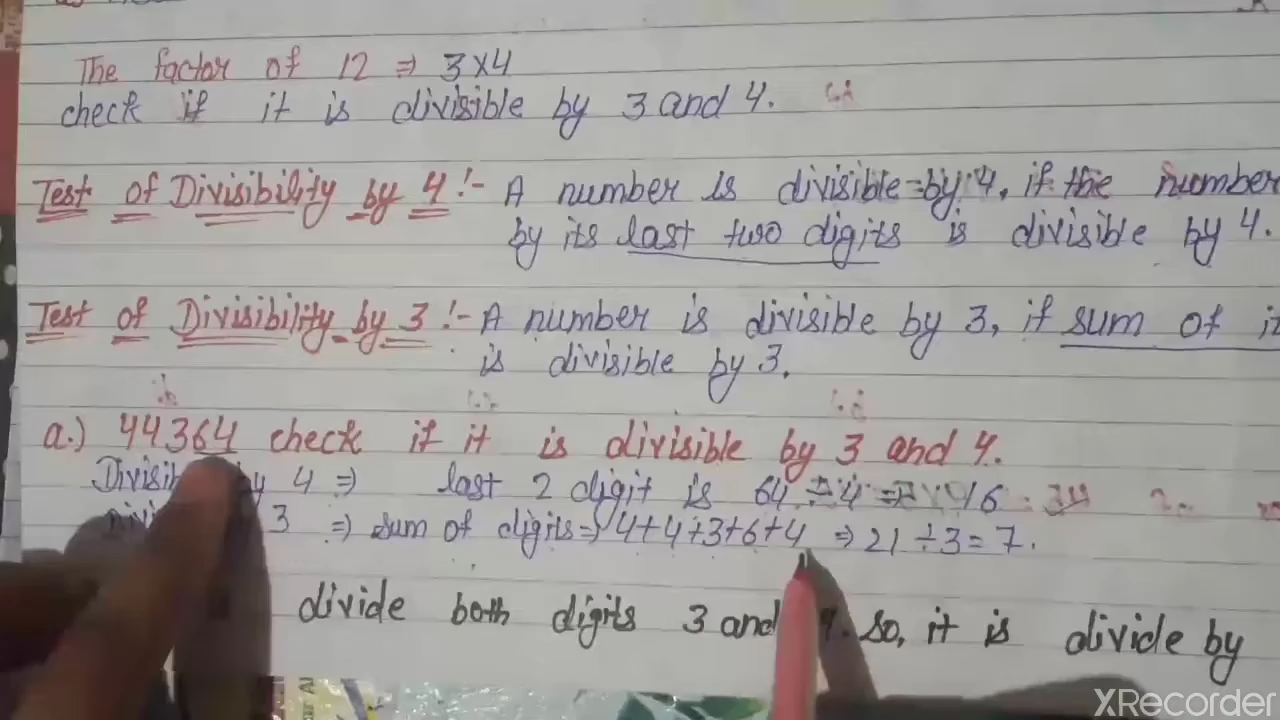 The factor of 12 ⇒ 3×4
check if it is divisible by 3 and 4.
Test of Divisibility by 4 :- A number is divisible by 4, if the number
by its last two digits is divisible by 4.
Test of Divisibility by 3 :- A number is divisible by 3, if sum of it
is divisible by 3.
a.) 44364 check if it is divisible by 3 and 4.
by 4 ⇒ last 2 digit is 64 ÷ 4 = 16
3 ⇒ sum of digits ⇒ 4+4+3+6+4 ⇒ 21 ÷ 3 = 7.
divide both digits 3 and 4. so, it is divide by
XRecorder